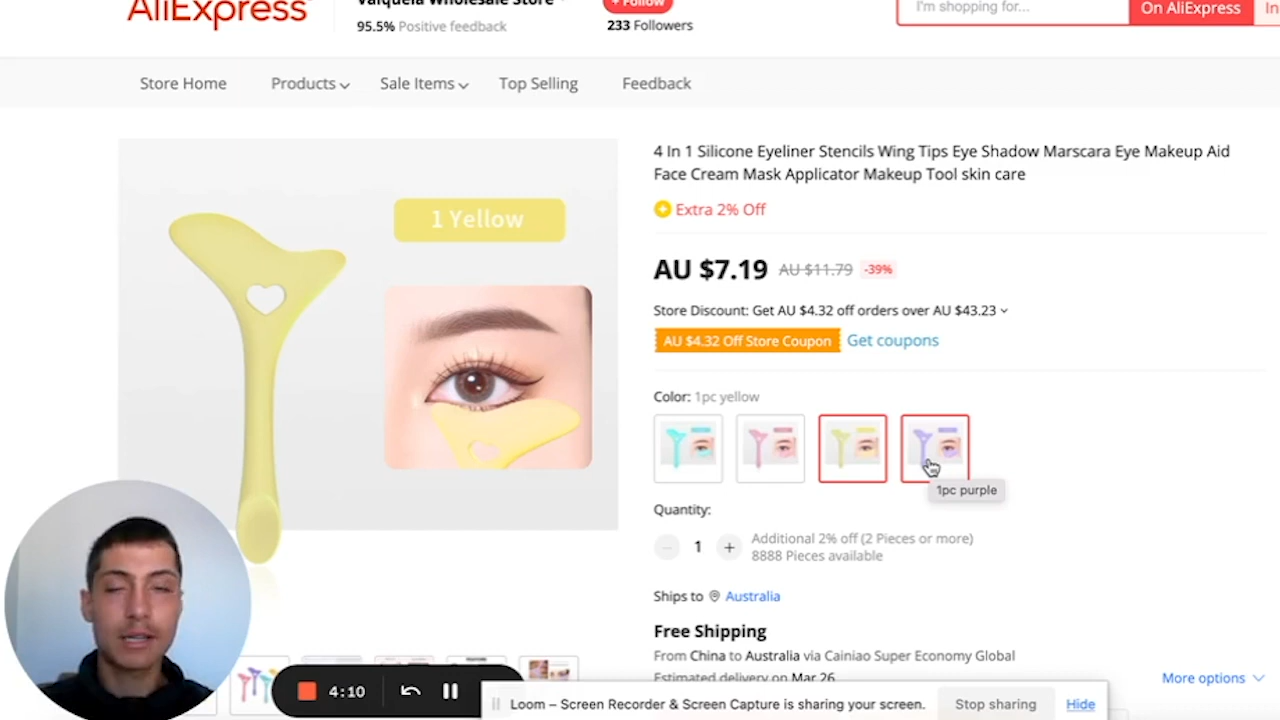 AliExpress
Valquela Wholesale Store
+ Follow
I'm shopping for...
On AliExpress
In
95.5% Positive feedback
233 Followers
Store Home
Products
Sale Items
Top Selling
Feedback
4 In 1 Silicone Eyeliner Stencils Wing Tips Eye Shadow Marscara Eye Makeup Aid
Face Cream Mask Applicator Makeup Tool skin care
Extra 2% Off
1 Yellow
AU $7.19 AU $11.79 -39%
Store Discount: Get AU $4.32 off orders over AU $43.23
AU $4.32 Off Store Coupon
Get coupons
Color: 1pc yellow
1pc purple
Quantity:
1
Additional 2% off (2 Pieces or more)
8888 Pieces available
Ships to Australia
Free Shipping
From China to Australia via Cainiao Super Economy Global
Estimated delivery on Mar 26
More options
4:10
Loom – Screen Recorder & Screen Capture is sharing your screen.
Stop sharing
Hide